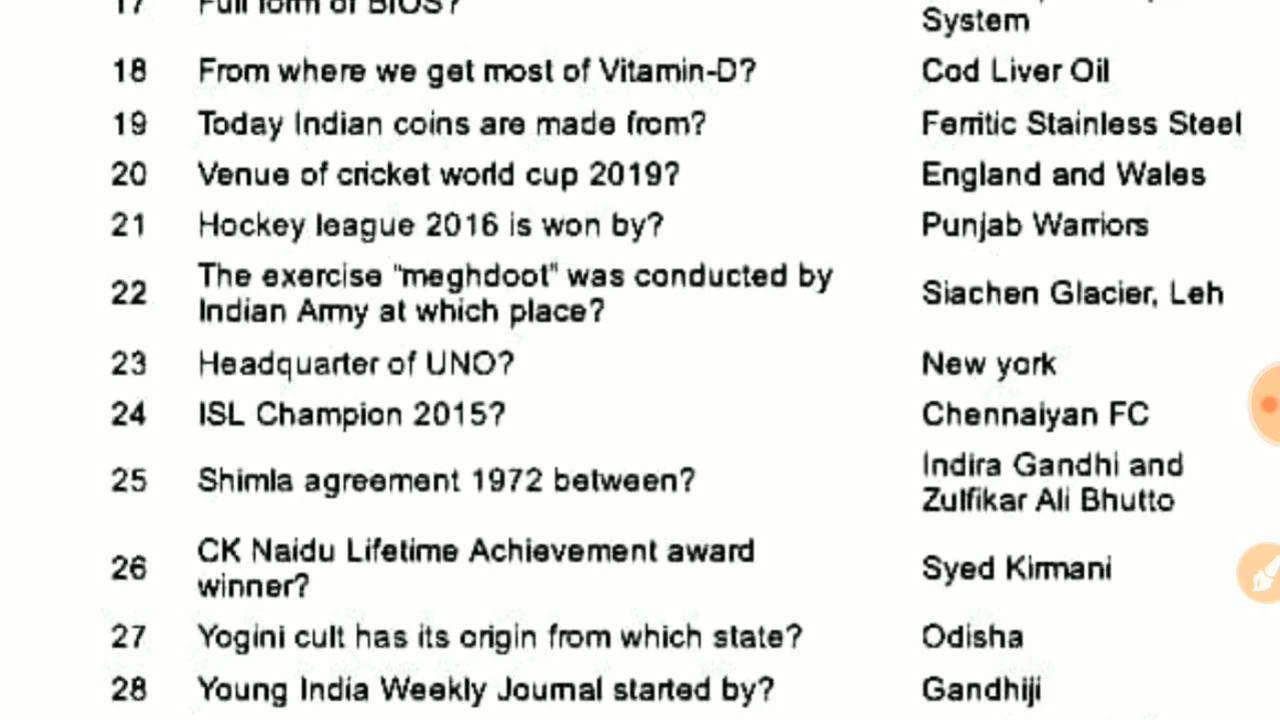 17 Full form of BIOS?
System
18 From where we get most of Vitamin-D? Cod Liver Oil
19 Today Indian coins are made from? Ferritic Stainless Steel
20 Venue of cricket world cup 2019? England and Wales
21 Hockey league 2016 is won by? Punjab Warriors
The exercise "meghdoot" was conducted by
22 Siachen Glacier, Leh
Indian Army at which place?
23 Headquarter of UNO? New york
24 ISL Champion 2015? Chennaiyan FC
Indira Gandhi and
25 Shimla agreement 1972 between?
Zulfikar Ali Bhutto
CK Naidu Lifetime Achievement award
26 Syed Kirmani
winner?
27 Yogini cult has its origin from which state? Odisha
28 Young India Weekly Journal started by? Gandhiji